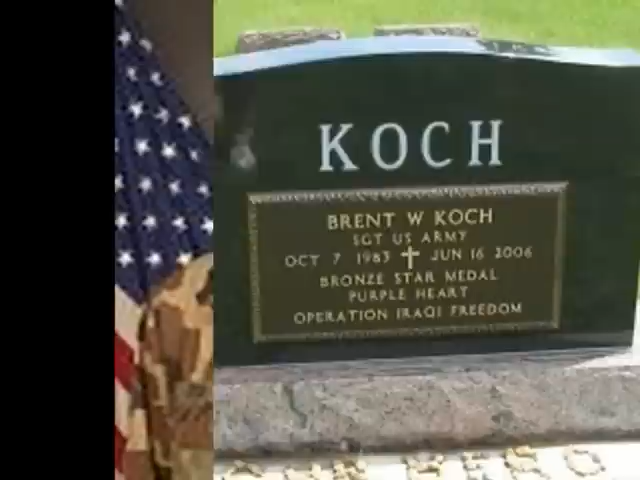 KOCH
BRENT W KOCH
SGT US ARMY
OCT 7 1983 ✝ JUN 16 2006
BRONZE STAR MEDAL
PURPLE HEART
OPERATION IRAQI FREEDOM